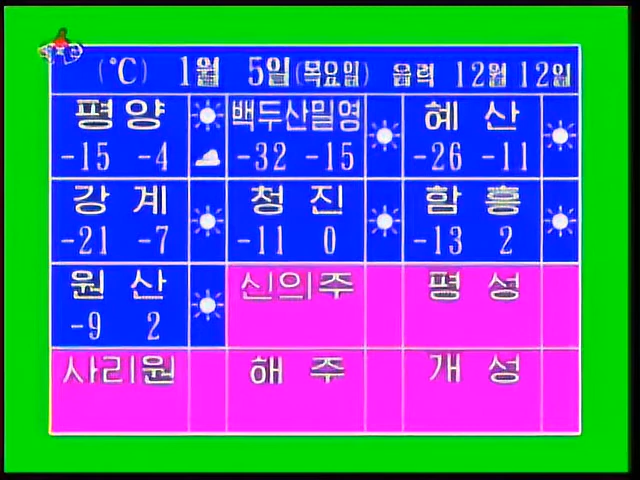 (℃) 1월 5일(목요일) 음력 12월 12일
평양 백두산밀영 혜산
-15 -4 -32 -15 -26 -11
강계 청진 함흥
-21 -7 -11 0 -13 2
원산 신의주 평성
-9 2
사리원 해주 개성